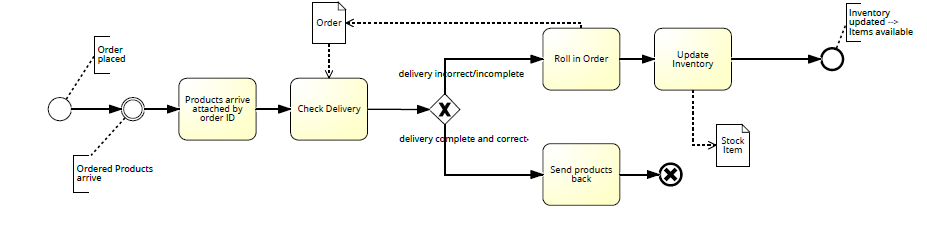 Order
placed
Ordered Products
arrive
Products arrive
attached by
order ID
Order
Check Delivery
delivery incorrect/incomplete
delivery complete and correct
Roll in Order
Update
Inventory
Inventory
updated -->
Items available
Stock
Item
Send products
back